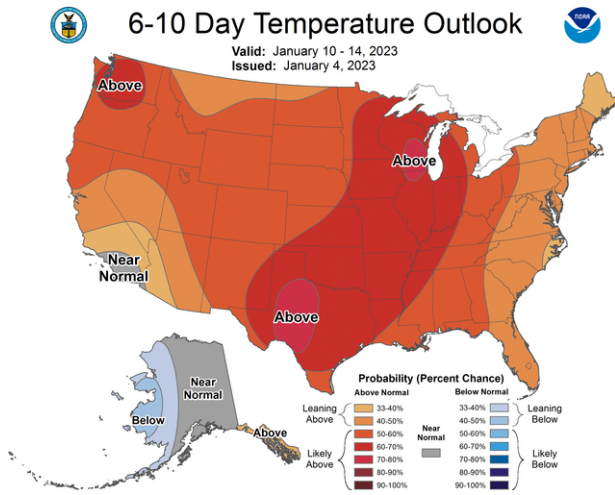 6-10 Day Temperature Outlook
Valid: January 10 - 14, 2023
Issued: January 4, 2023
NOAA
Above
Above
Near
Normal
Above
Near
Normal
Below
Above
Probability (Percent Chance)
Above Normal
Below Normal
Leaning
Above
33-40%
40-50%
Likely
Above
50-60%
60-70%
70-80%
80-90%
90-100%
Near
Normal
33-40%
40-50%
Leaning
Below
50-60%
60-70%
70-80%
80-90%
90-100%
Likely
Below